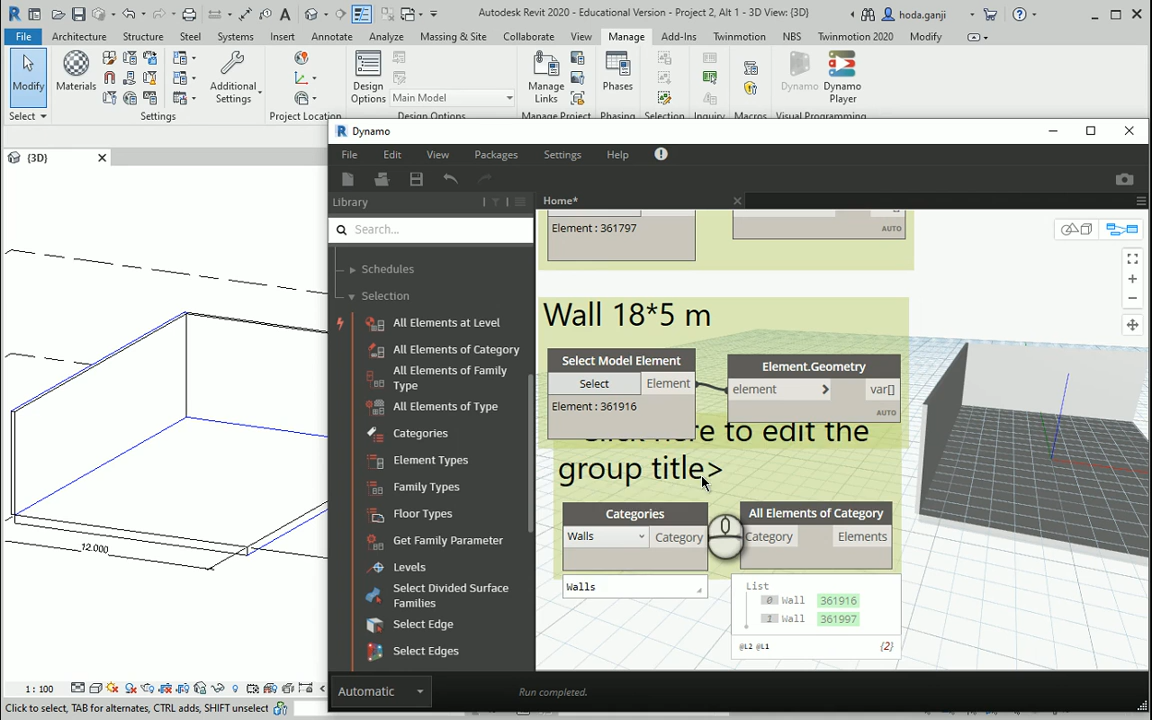 Autodesk Revit 2020 - Educational Version - Project 2, Alt 1 - 3D View: {3D}
hoda.ganji
File Architecture Structure Steel Systems Insert Annotate Analyze Massing & Site Collaborate View Manage Add-Ins Twinmotion NBS Twinmotion 2020 Modify
Modify
Materials
Additional
Settings
Design
Options
Main Model
Manage
Links
Phases
Dynamo
Dynamo
Player
Select
Settings
Project Location
Design Options
Manage Project
Phasing
Selection
Inquiry
Macros
Visual Programming
{3D}
12.000
1 : 100
Click to select, TAB for alternates, CTRL adds, SHIFT unselect
Dynamo
File Edit View Packages Settings Help
Library
Home*
Search...
Schedules
Selection
All Elements at Level
All Elements of Category
All Elements of Family
Type
All Elements of Type
Categories
Element Types
Family Types
Floor Types
Get Family Parameter
Levels
Select Divided Surface
Families
Select Edge
Select Edges
Element : 361797
AUTO
Wall 18*5 m
Select Model Element
Select
Element
Element : 361916
Element.Geometry
element > var[]
AUTO
here to edit the
group title>
Categories
Walls
Category
Walls
All Elements of Category
Category
Elements
List
0 Wall 361916
1 Wall 361997
@L2 @L1
{2}
Automatic
Run completed.